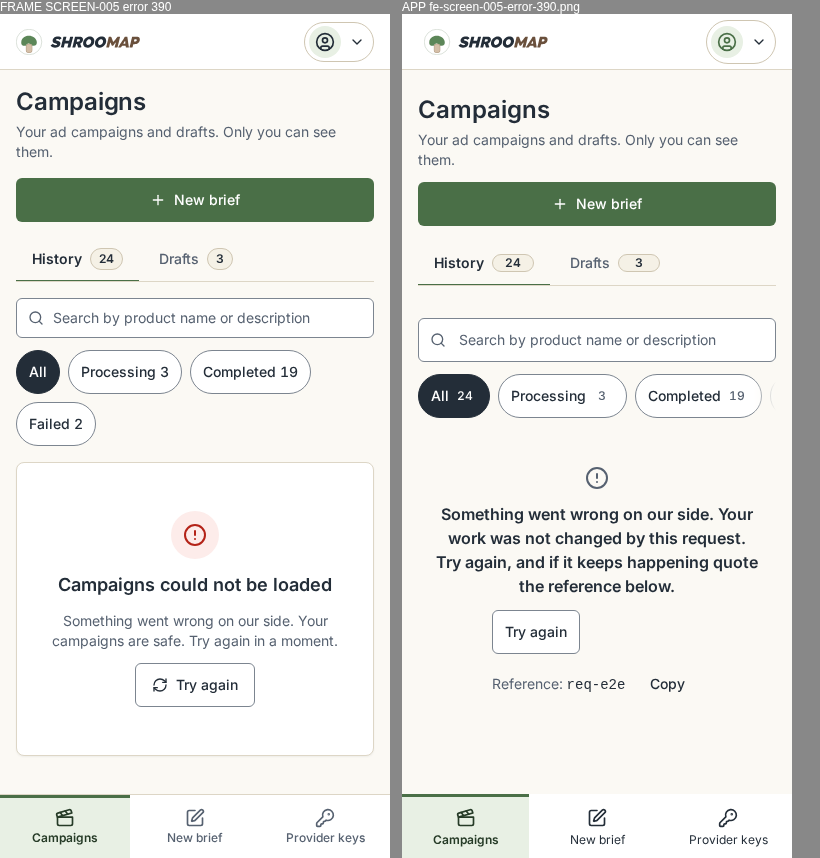 FRAME SCREEN-005 error 390
SHROOMAP
Campaigns
Your ad campaigns and drafts. Only you can see
them.
New brief
History 24 Drafts 3
Search by product name or description
All Processing 3 Completed 19
Failed 2
Campaigns could not be loaded
Something went wrong on our side. Your
campaigns are safe. Try again in a moment.
Try again
Campaigns New brief Provider keys
APP fe-screen-005-error-390.png
SHROOMAP
Campaigns
Your ad campaigns and drafts. Only you can see
them.
New brief
History 24 Drafts 3
Search by product name or description
All 24 Processing 3 Completed 19
Something went wrong on our side. Your
work was not changed by this request.
Try again, and if it keeps happening quote
the reference below.
Try again
Reference: req-e2e Copy
Campaigns New brief Provider keys